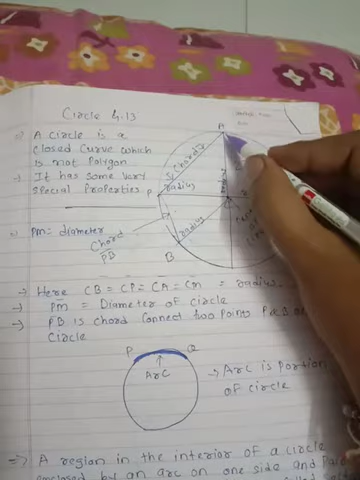 Circle 4.13
⇒ A circle is a
closed Curve which
is not Polygon
→ It has some Very
Special Properties
A
P
S/ Chord?
radius
radius
B
→ PM = diameter
Chord
PB
→ Here CB = CP = CA = Cm = radius
→ PM = Diameter of circle
→ PB is chord Connect two Points P & B
Circle
P
Q
Arc
→ Arc is Portion
of circle
⇒ A region in the interior of a circle
enclosed by an arc on one side and